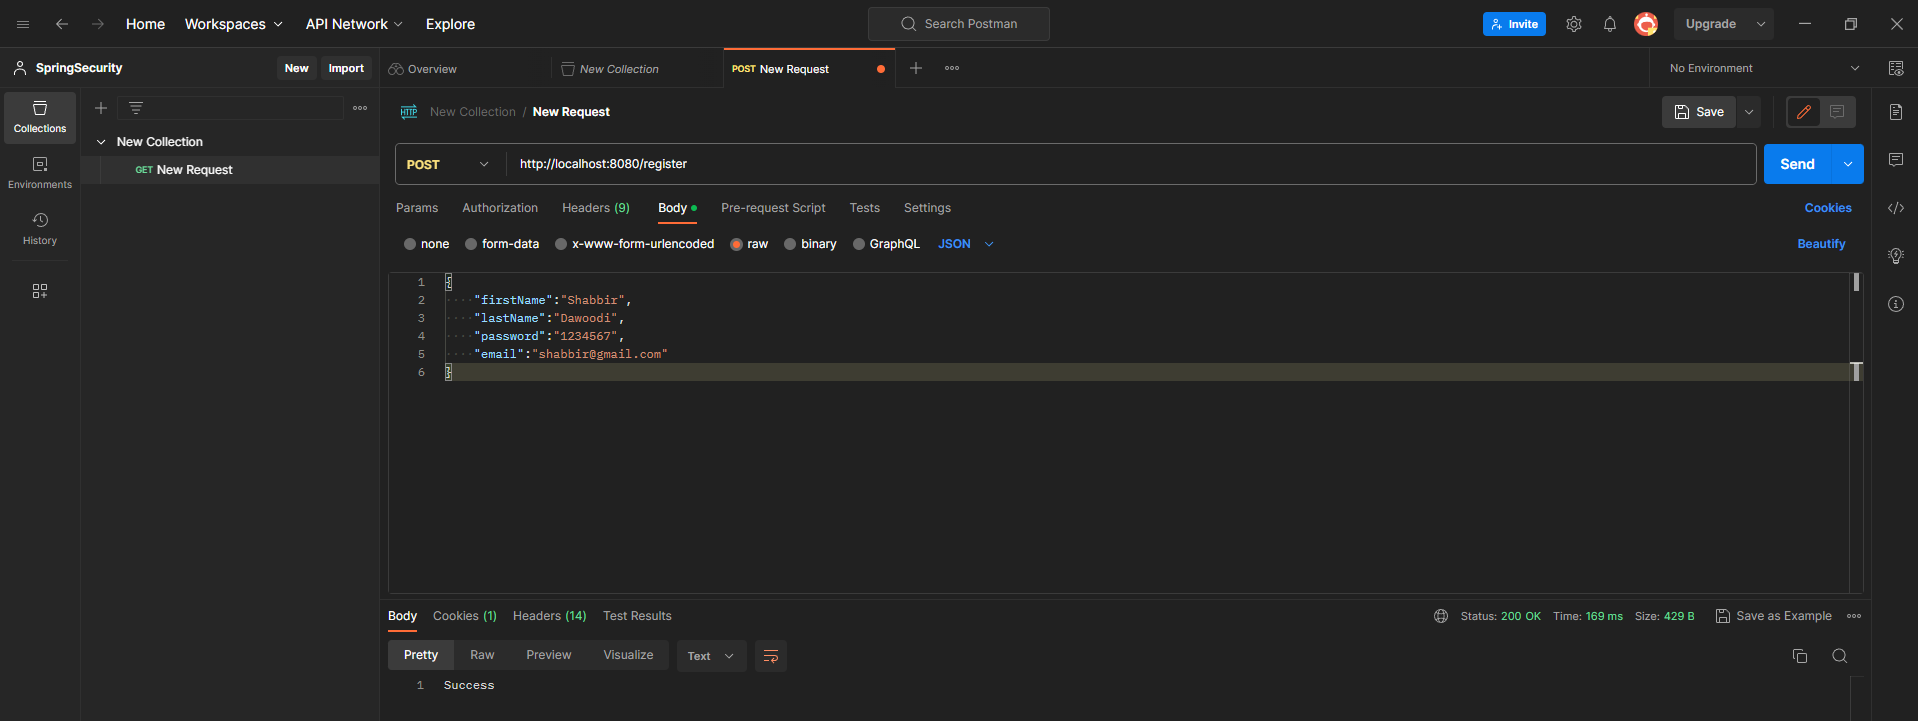 Home Workspaces API Network Explore Search Postman Invite Upgrade
SpringSecurity New Import Overview New Collection POST New Request No Environment
Collections
Environments
History
New Collection
GET New Request
HTTP New Collection / New Request Save
POST http://localhost:8080/register Send
Params Authorization Headers (9) Body Pre-request Script Tests Settings Cookies
none form-data x-www-form-urlencoded raw binary GraphQL JSON Beautify
1 {
2 "firstName":"Shabbir",
3 "lastName":"Dawoodi",
4 "password":"1234567",
5 "email":"shabbir@gmail.com"
6 }
Body Cookies (1) Headers (14) Test Results Status: 200 OK Time: 169 ms Size: 429 B Save as Example
Pretty Raw Preview Visualize Text
1 Success